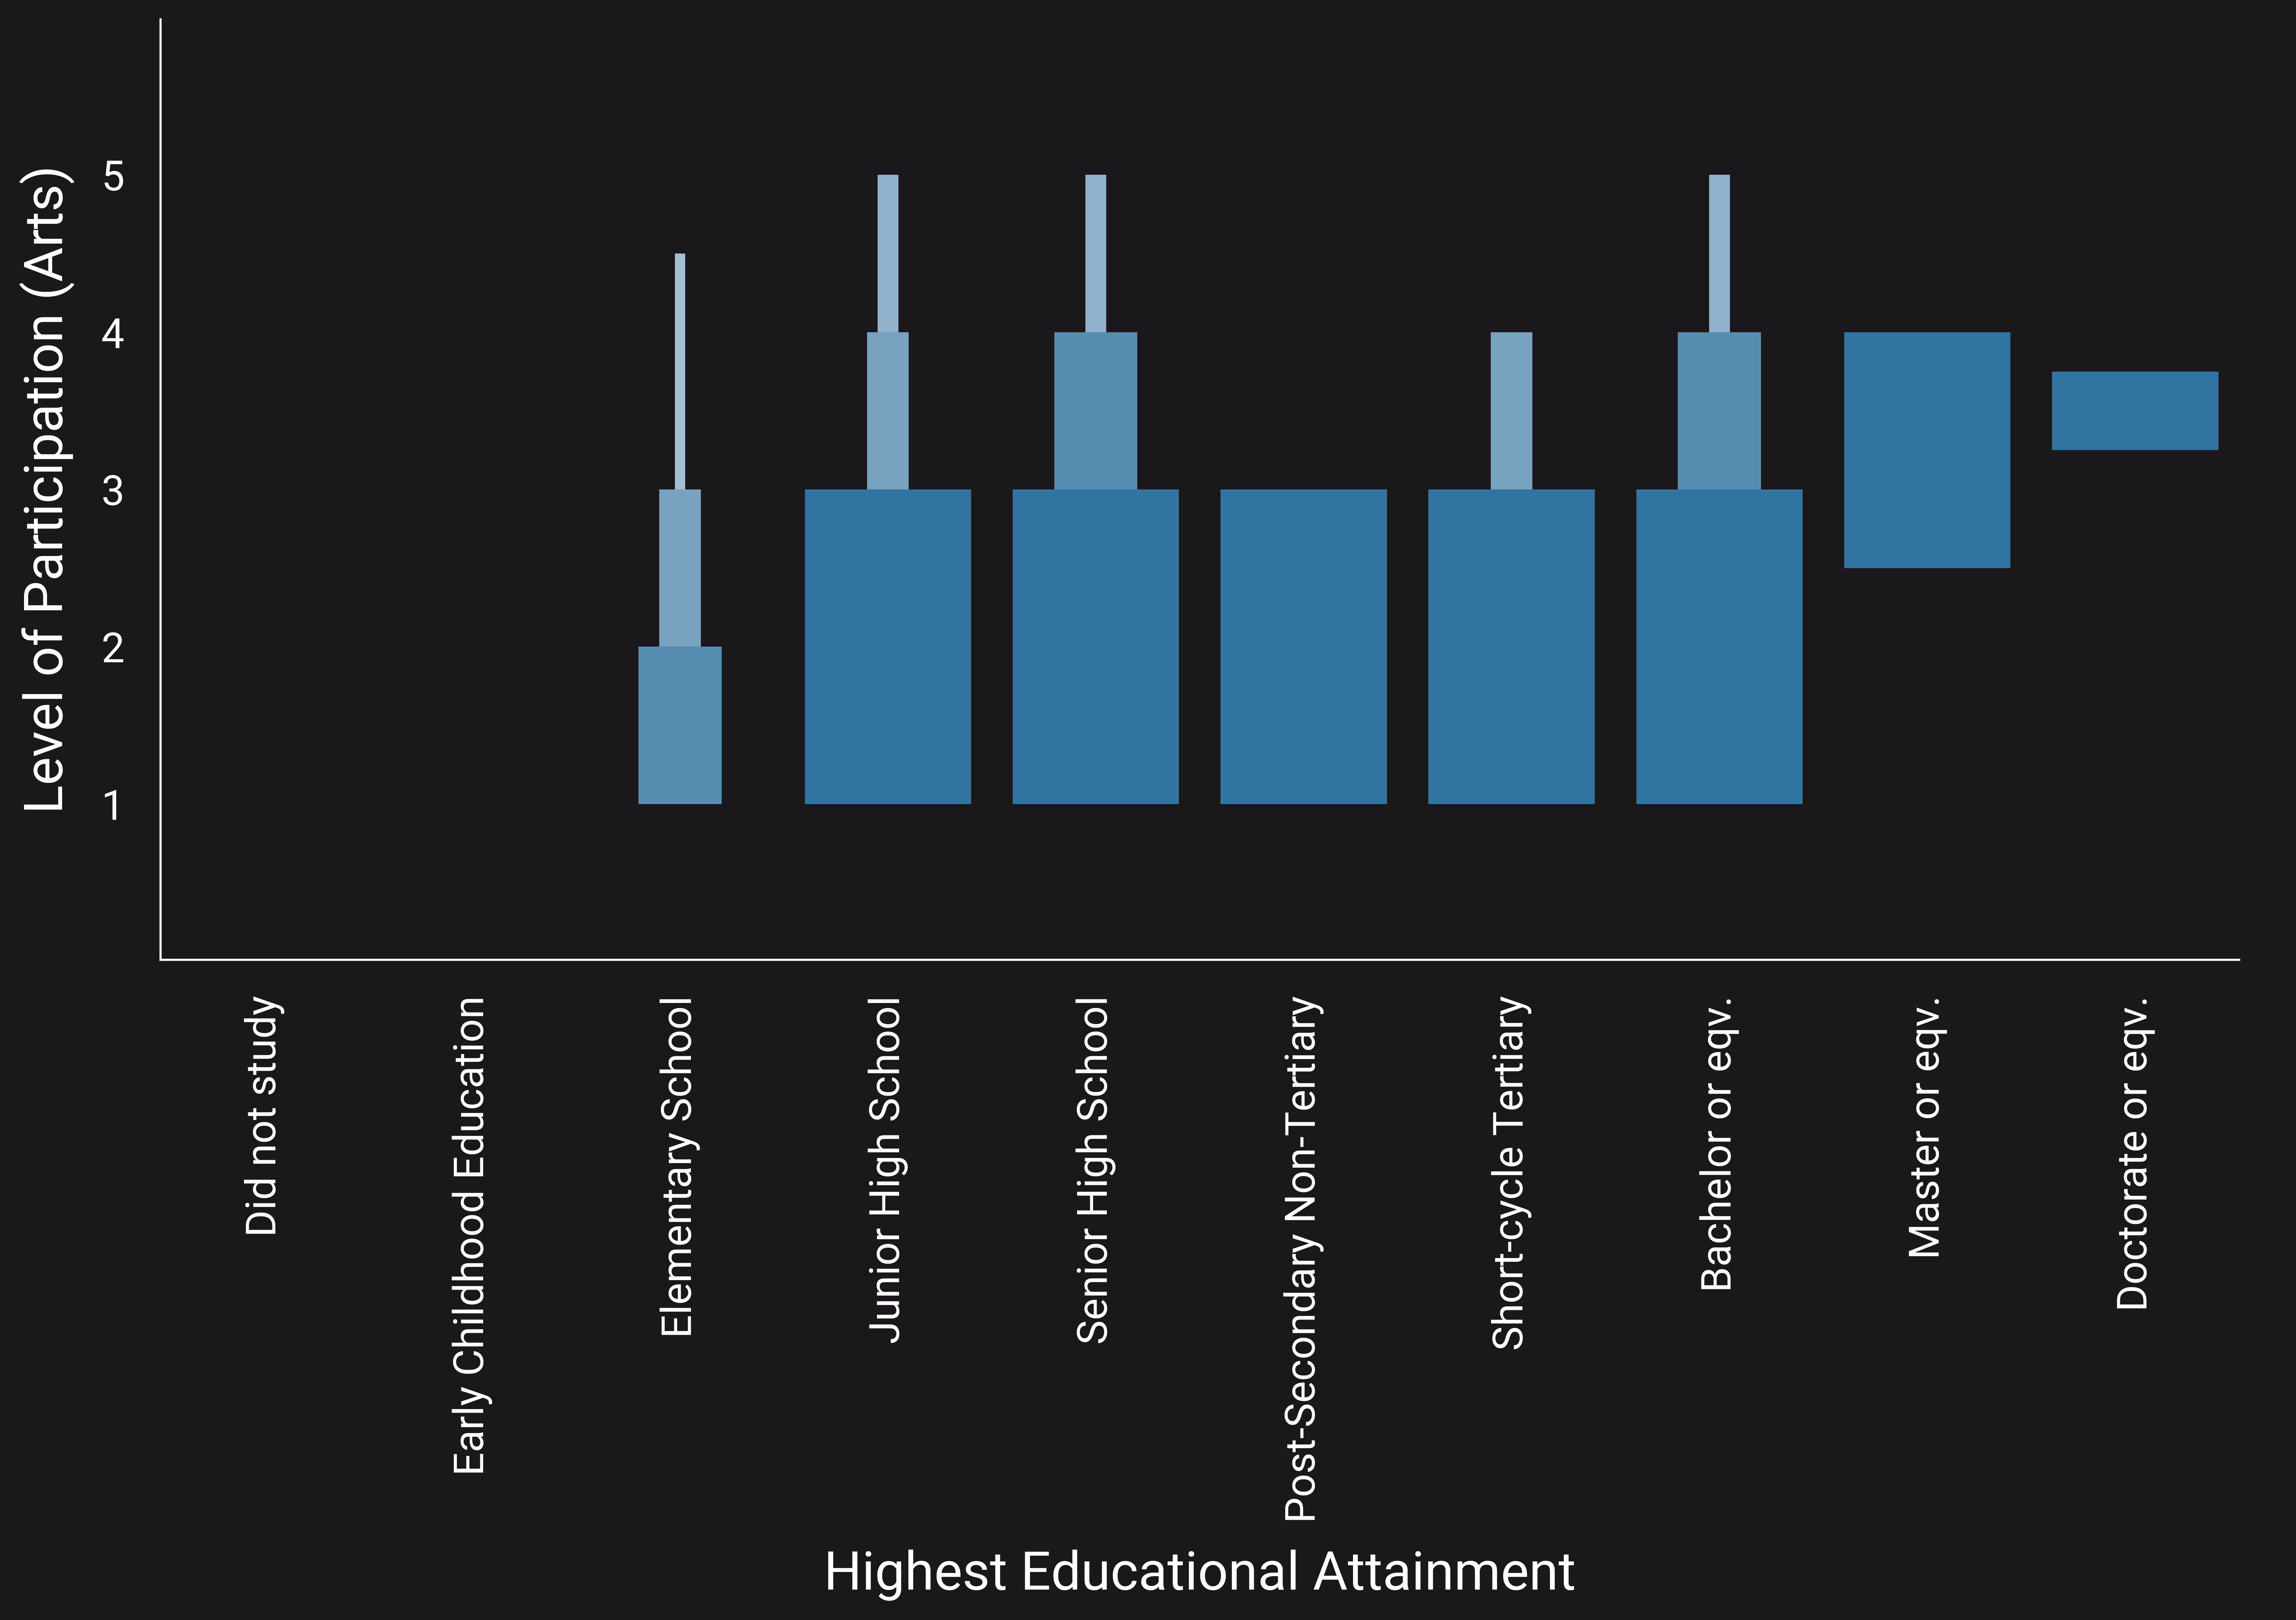 Level of Participation (Arts)
5
4
3
2
1
Did not study
Early Childhood Education
Elementary School
Junior High School
Senior High School
Post-Secondary Non-Tertiary
Short-cycle Tertiary
Bachelor or eqv.
Master or eqv.
Doctorate or eqv.
Highest Educational Attainment